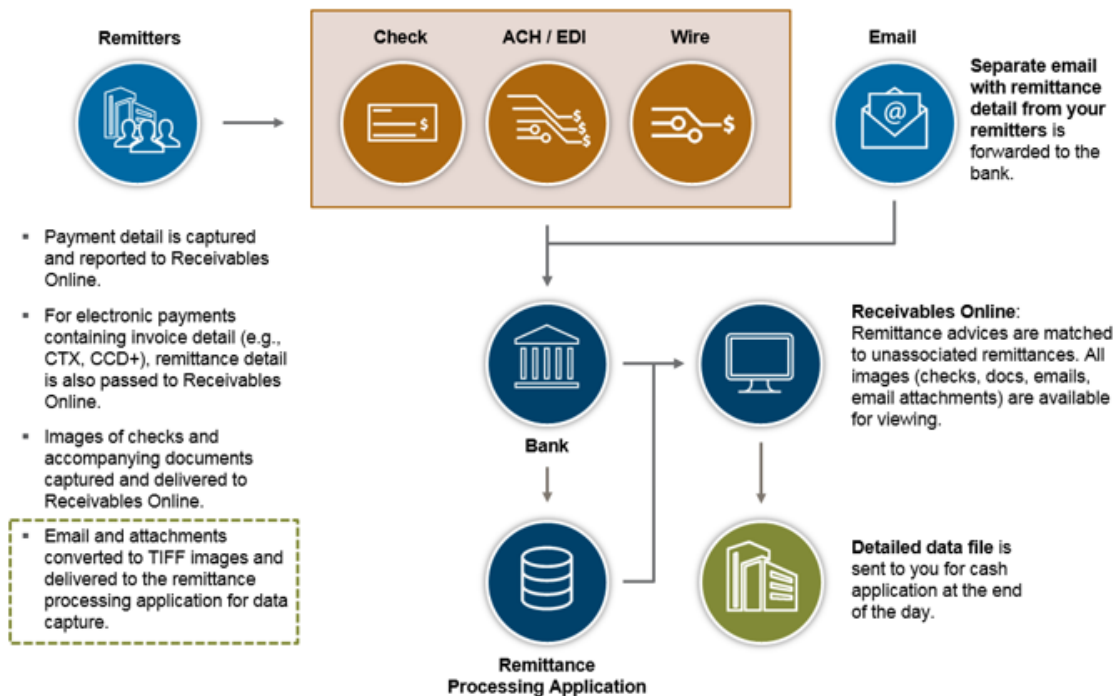 Remitters
Check
ACH / EDI
Wire
Email
$
$
$
$
$
@
Separate email
with remittance
detail from your
remitters is
forwarded to the
bank.
▪ Payment detail is captured
and reported to Receivables
Online.
▪ For electronic payments
containing invoice detail (e.g.,
CTX, CCD+), remittance detail
is also passed to Receivables
Online.
▪ Images of checks and
accompanying documents
captured and delivered to
Receivables Online.
▪ Email and attachments
converted to TIFF images and
delivered to the remittance
processing application for data
capture.
Bank
Receivables Online:
Remittance advices are matched
to unassociated remittances. All
images (checks, docs, emails,
email attachments) are available
for viewing.
Remittance
Processing Application
Detailed data file is
sent to you for cash
application at the end
of the day.